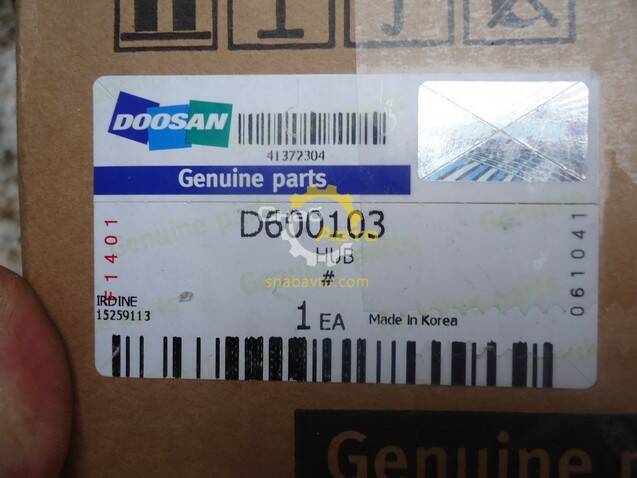 DOOSAN
41372304
Genuine parts
D600103
HUB
#
snabavto.com
F1401
061041
IRDINE
15259113
1 EA
Made In Korea
Genuine